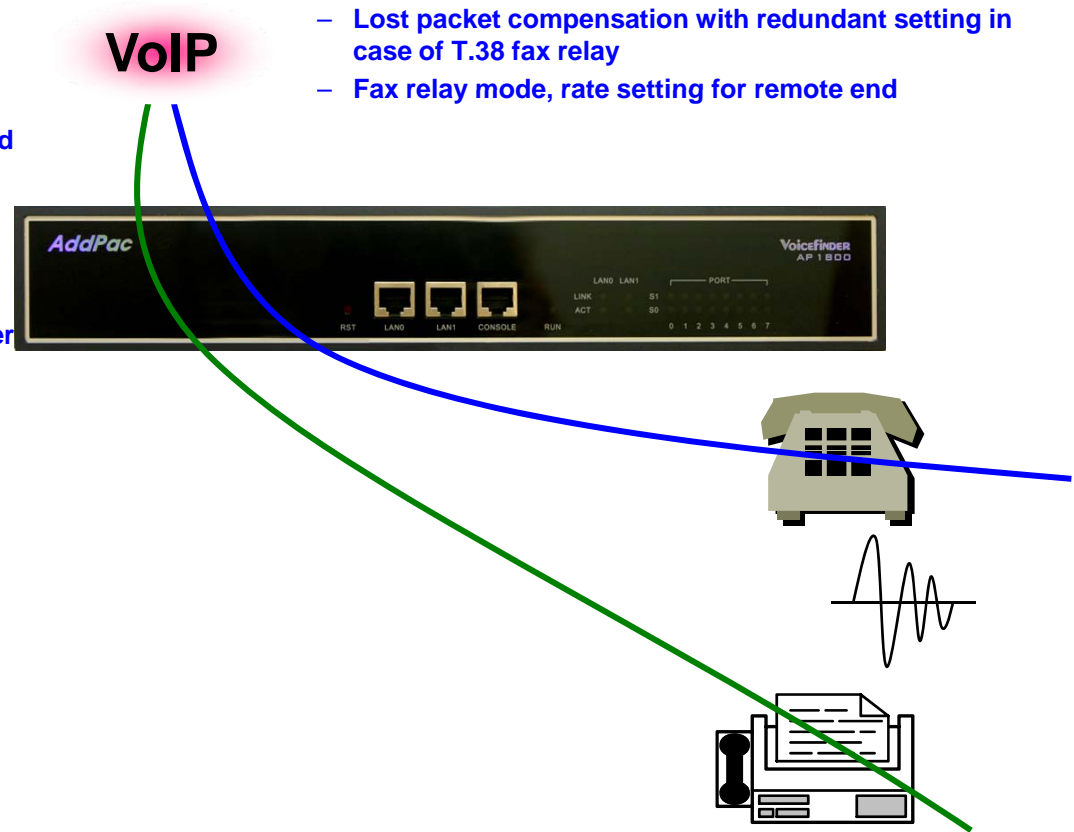 – Lost packet compensation with redundant setting in
case of T.38 fax relay
– Fax relay mode, rate setting for remote end
VoIP
d
er
AddPac
VoiceFinder
AP1800
LAN0 LAN1
PORT
LINK
S1
ACT
S0
RST LAN0 LAN1 CONSOLE RUN
0 1 2 3 4 5 6 7